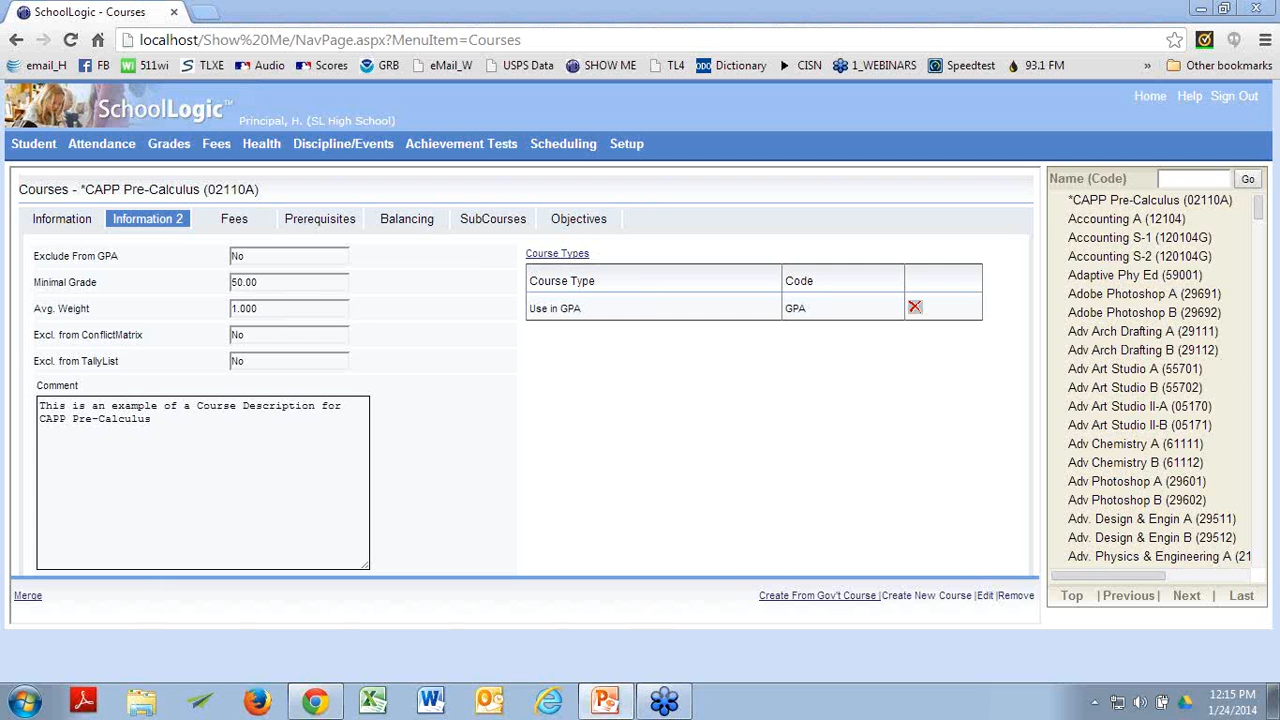 SchoolLogic - Courses
localhost/Show%20Me/NavPage.aspx?MenuItem=Courses
email_H FB 511wi TLXE Audio Scores GRB eMail_W USPS Data SHOW ME TL4 Dictionary CISN 1_WEBINARS Speedtest 93.1 FM » Other bookmarks
SchoolLogic™
Principal, H. (SL High School)
Home Help Sign Out
Student Attendance Grades Fees Health Discipline/Events Achievement Tests Scheduling Setup
Courses - *CAPP Pre-Calculus (02110A)
Information Information 2 Fees Prerequisites Balancing SubCourses Objectives
Exclude From GPA No
Minimal Grade 50.00
Avg. Weight 1.000
Excl. from ConflictMatrix No
Excl. from TallyList No
Comment
This is an example of a Course Description for
CAPP Pre-Calculus
Course Types
Course Type Code
Use in GPA GPA
Merge
Create From Gov't Course |Create New Course |Edit |Remove
Name (Code) Go
*CAPP Pre-Calculus (02110A)
Accounting A (12104)
Accounting S-1 (120104G)
Accounting S-2 (120104G)
Adaptive Phy Ed (59001)
Adobe Photoshop A (29691)
Adobe Photoshop B (29692)
Adv Arch Drafting A (29111)
Adv Arch Drafting B (29112)
Adv Art Studio A (55701)
Adv Art Studio B (55702)
Adv Art Studio II-A (05170)
Adv Art Studio II-B (05171)
Adv Chemistry A (61111)
Adv Chemistry B (61112)
Adv Photoshop A (29601)
Adv Photoshop B (29602)
Adv. Design & Engin A (29511)
Adv. Design & Engin B (29512)
Adv. Physics & Engineering A (21
Top | Previous | Next | Last
12:15 PM
1/24/2014